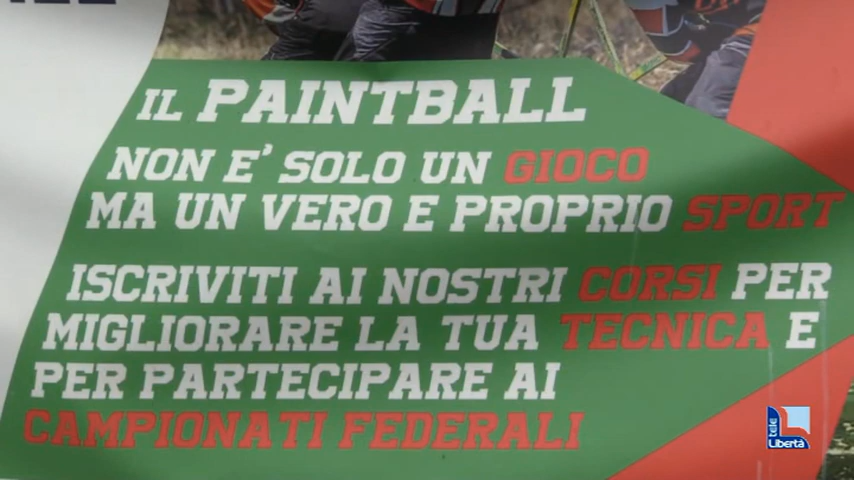 IL PAINTBALL
NON E' SOLO UN GIOCO
MA UN VERO E PROPRIO SPORT
ISCRIVITI AI NOSTRI CORSI PER
MIGLIORARE LA TUA TECNICA E
PER PARTECIPARE AI
CAMPIONATI FEDERALI
tele Libertà